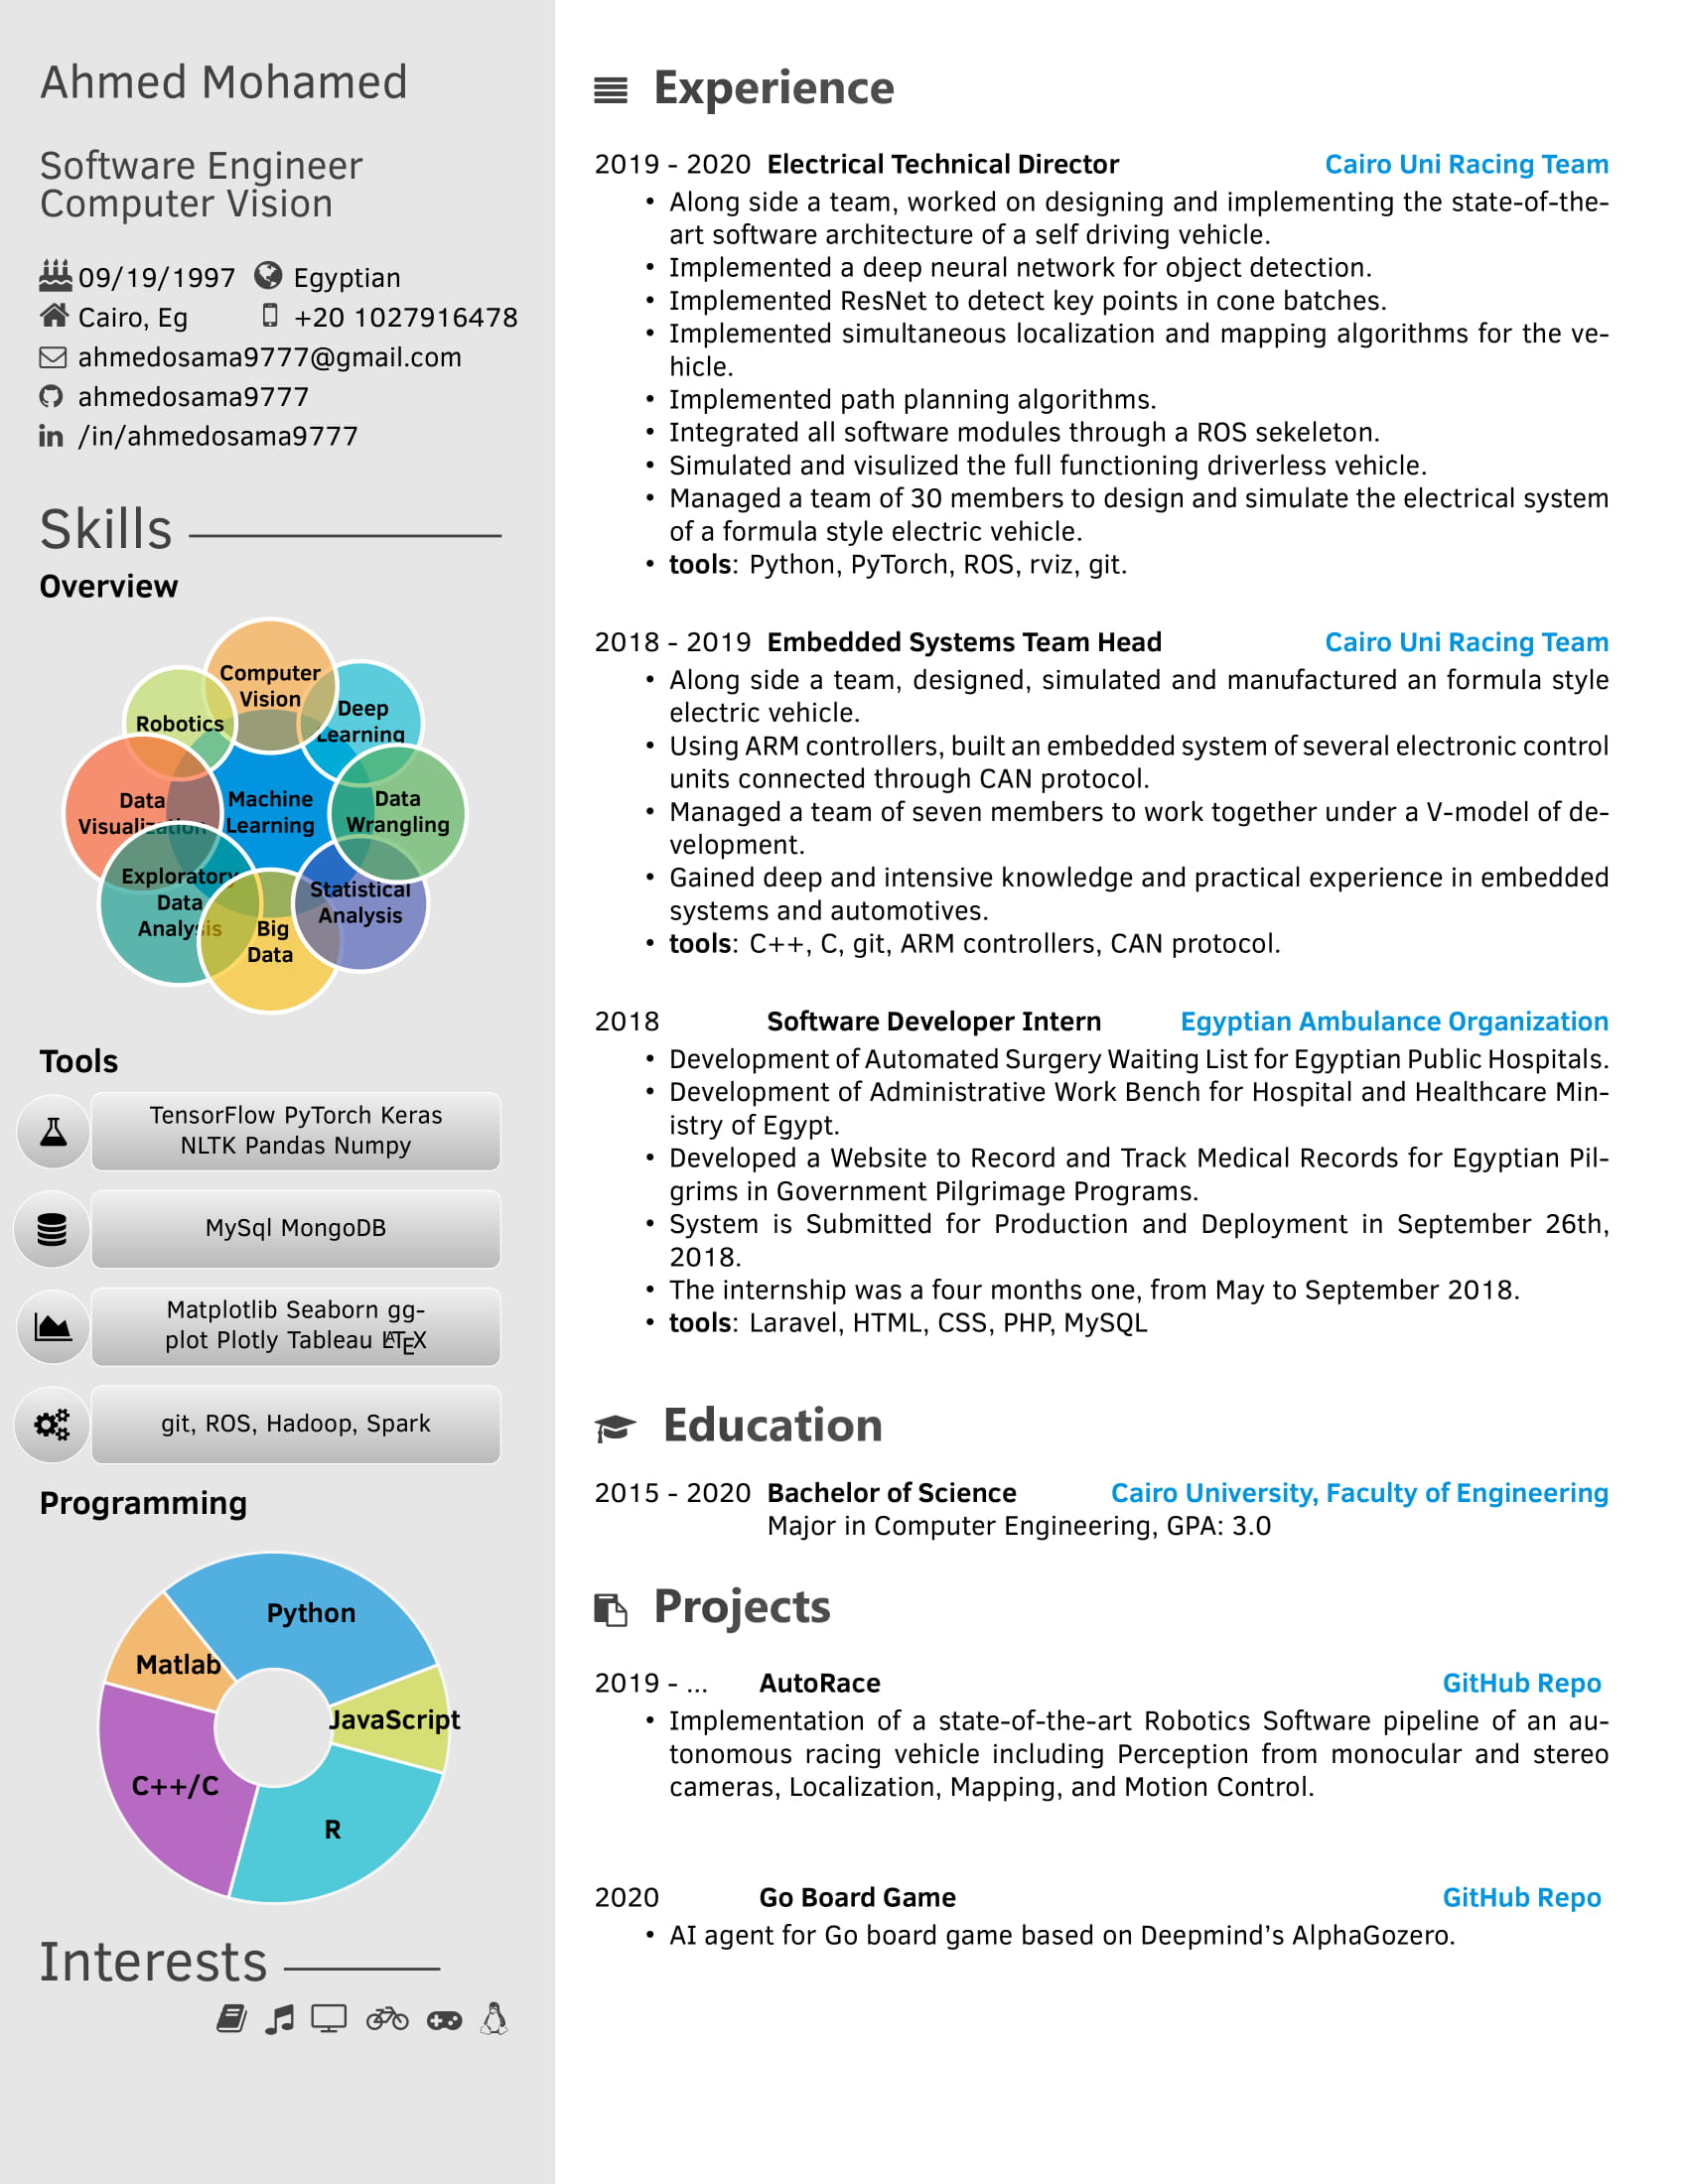 Ahmed Mohamed
Software Engineer
Computer Vision
09/19/1997 Egyptian
Cairo, Eg +20 1027916478
ahmedosama9777@gmail.com
ahmedosama9777
/in/ahmedosama9777
Skills
Overview
Computer
Vision
Deep
Learning
Robotics
Data
Visualization
Machine
Learning
Data
Wrangling
Exploratory
Data
Analysis
Big
Data
Statistical
Analysis
Tools
TensorFlow PyTorch Keras
NLTK Pandas Numpy
MySql MongoDB
Matplotlib Seaborn gg-
plot Plotly Tableau LATEX
git, ROS, Hadoop, Spark
Programming
Python
Matlab
JavaScript
C++/C
R
Interests
Experience
2019 - 2020 Electrical Technical Director Cairo Uni Racing Team
• Along side a team, worked on designing and implementing the state-of-the-
art software architecture of a self driving vehicle.
• Implemented a deep neural network for object detection.
• Implemented ResNet to detect key points in cone batches.
• Implemented simultaneous localization and mapping algorithms for the ve-
hicle.
• Implemented path planning algorithms.
• Integrated all software modules through a ROS sekeleton.
• Simulated and visulized the full functioning driverless vehicle.
• Managed a team of 30 members to design and simulate the electrical system
of a formula style electric vehicle.
• tools: Python, PyTorch, ROS, rviz, git.
2018 - 2019 Embedded Systems Team Head Cairo Uni Racing Team
• Along side a team, designed, simulated and manufactured an formula style
electric vehicle.
• Using ARM controllers, built an embedded system of several electronic control
units connected through CAN protocol.
• Managed a team of seven members to work together under a V-model of de-
velopment.
• Gained deep and intensive knowledge and practical experience in embedded
systems and automotives.
• tools: C++, C, git, ARM controllers, CAN protocol.
2018 Software Developer Intern Egyptian Ambulance Organization
• Development of Automated Surgery Waiting List for Egyptian Public Hospitals.
• Development of Administrative Work Bench for Hospital and Healthcare Min-
istry of Egypt.
• Developed a Website to Record and Track Medical Records for Egyptian Pil-
grims in Government Pilgrimage Programs.
• System is Submitted for Production and Deployment in September 26th,
2018.
• The internship was a four months one, from May to September 2018.
• tools: Laravel, HTML, CSS, PHP, MySQL
Education
2015 - 2020 Bachelor of Science Cairo University, Faculty of Engineering
Major in Computer Engineering, GPA: 3.0
Projects
2019 - ... AutoRace GitHub Repo
• Implementation of a state-of-the-art Robotics Software pipeline of an au-
tonomous racing vehicle including Perception from monocular and stereo
cameras, Localization, Mapping, and Motion Control.
2020 Go Board Game GitHub Repo
• AI agent for Go board game based on Deepmind's AlphaGozero.